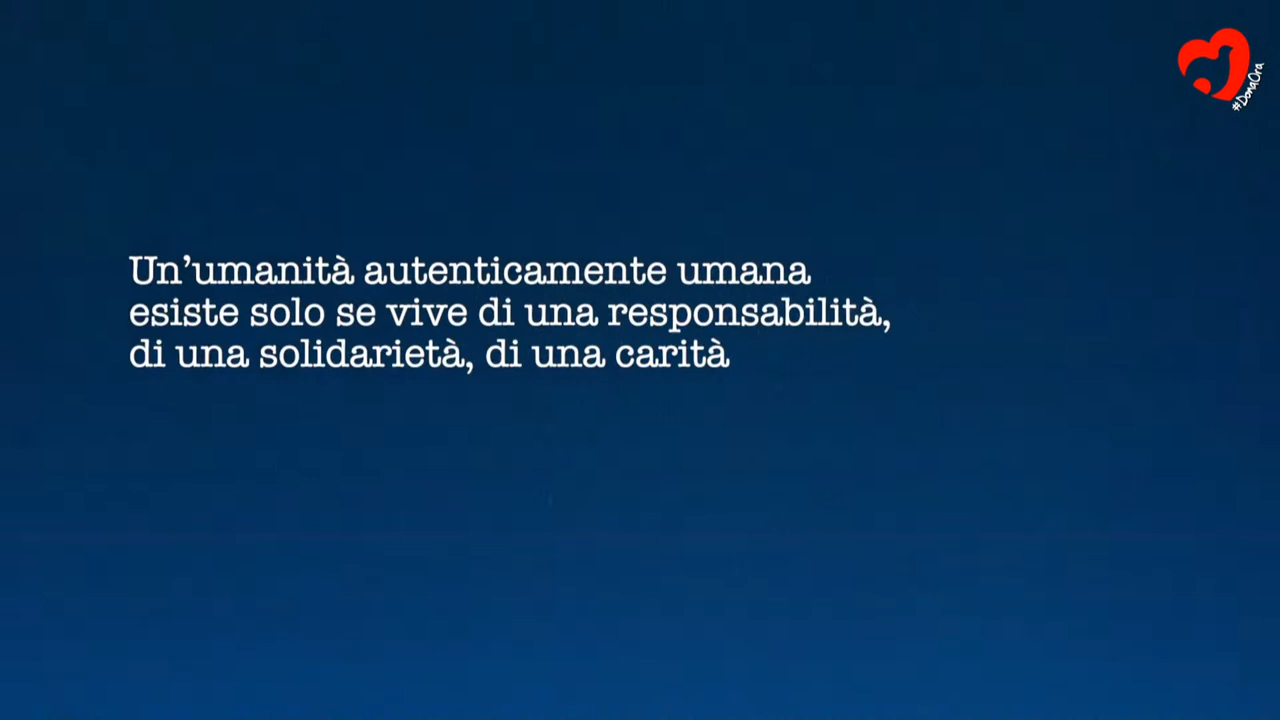 #DonaOra
Un’umanità autenticamente umana
esiste solo se vive di una responsabilità,
di una solidarietà, di una carità